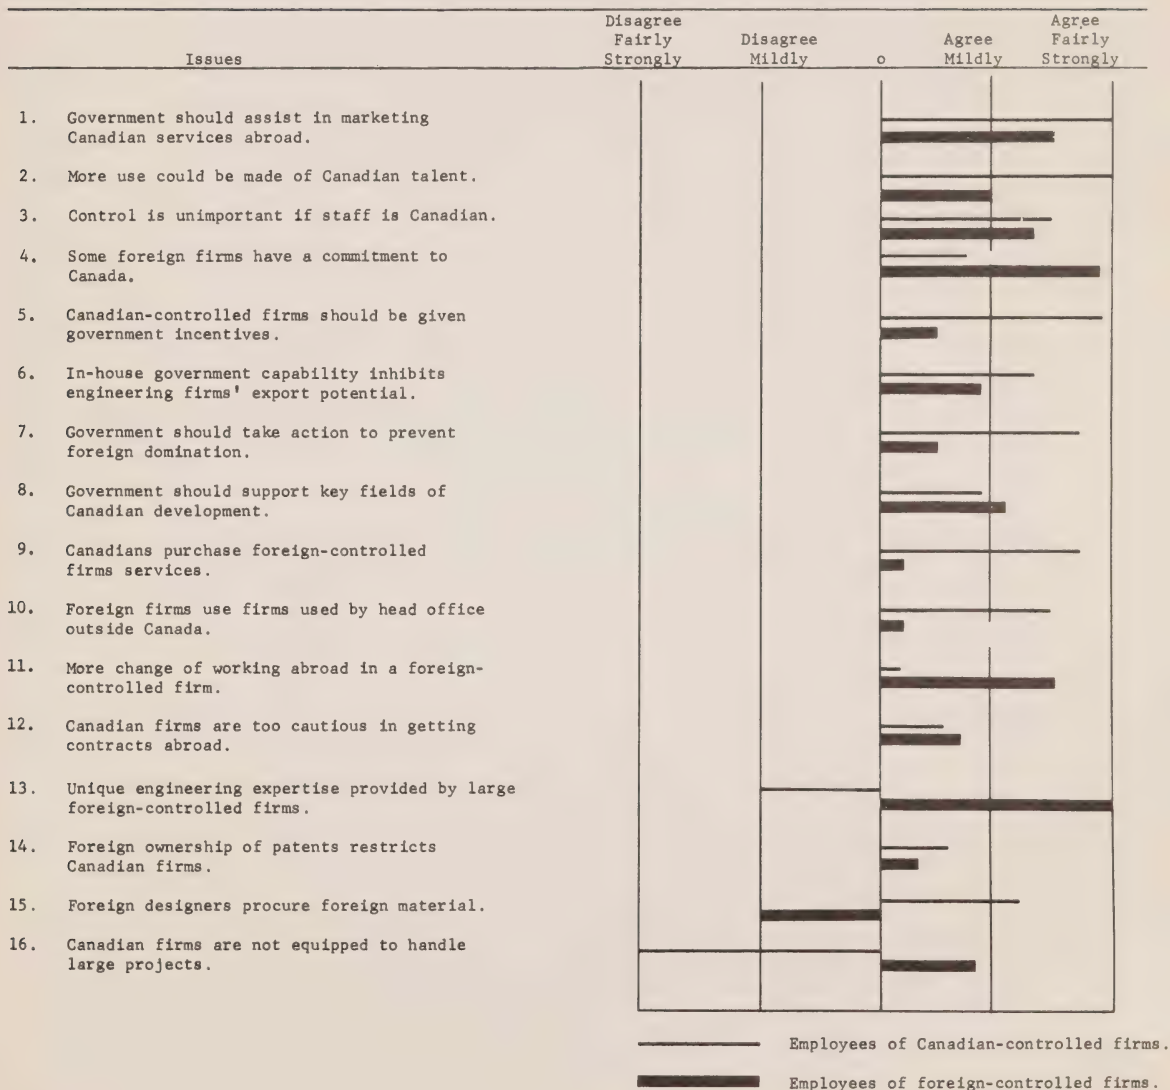 Disagree Agree
Fairly Disagree Agree Fairly
Issues Strongly Mildly o Mildly Strongly
1. Government should assist in marketing
Canadian services abroad.
2. More use could be made of Canadian talent.
3. Control is unimportant if staff is Canadian.
4. Some foreign firms have a commitment to
Canada.
5. Canadian-controlled firms should be given
government incentives.
6. In-house government capability inhibits
engineering firms' export potential.
7. Government should take action to prevent
foreign domination.
8. Government should support key fields of
Canadian development.
9. Canadians purchase foreign-controlled
firms services.
10. Foreign firms use firms used by head office
outside Canada.
11. More change of working abroad in a foreign-
controlled firm.
12. Canadian firms are too cautious in getting
contracts abroad.
13. Unique engineering expertise provided by large
foreign-controlled firms.
14. Foreign ownership of patents restricts
Canadian firms.
15. Foreign designers procure foreign material.
16. Canadian firms are not equipped to handle
large projects.
Employees of Canadian-controlled firms.
Employees of foreign-controlled firms.